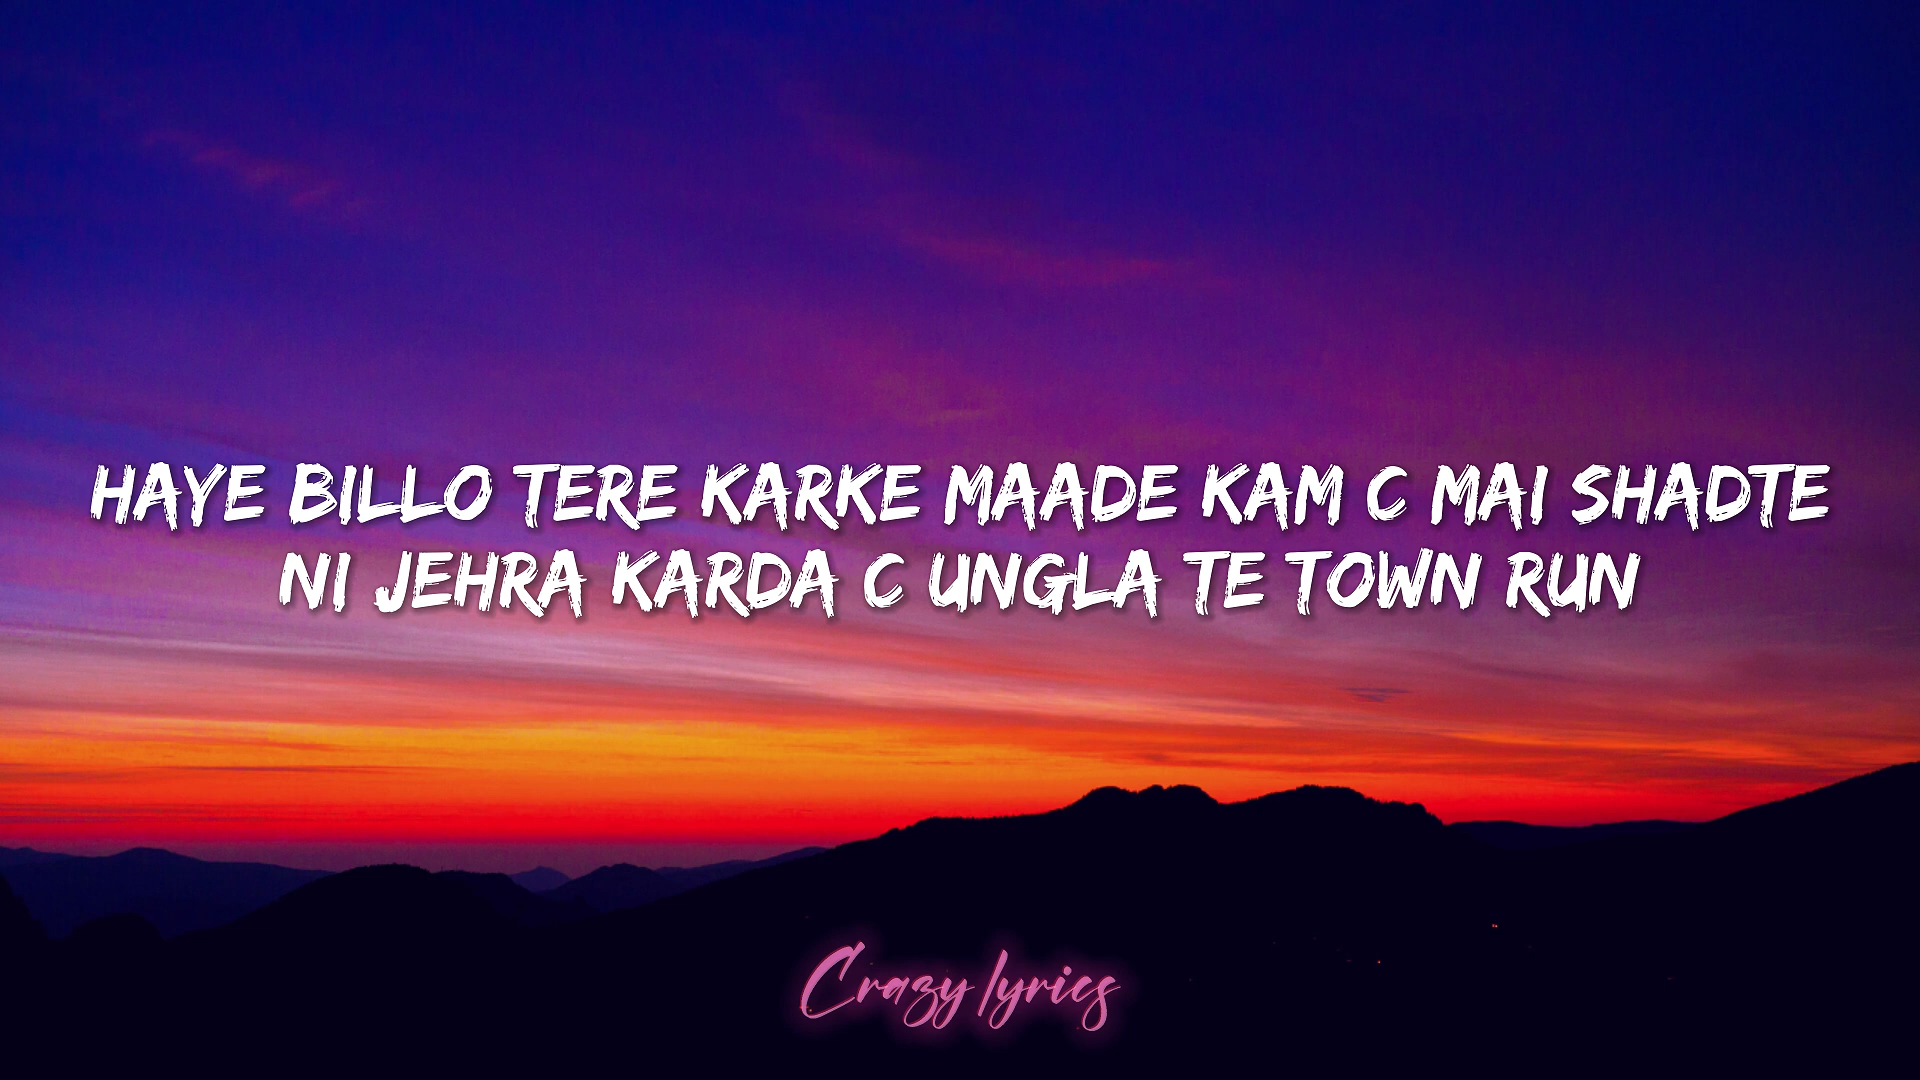 HAYE BILLO TERE KARKE MAADE KAM C MAI SHADTE
NI JEHRA KARDA C UNGLA TE TOWN RUN
Crazy lyrics